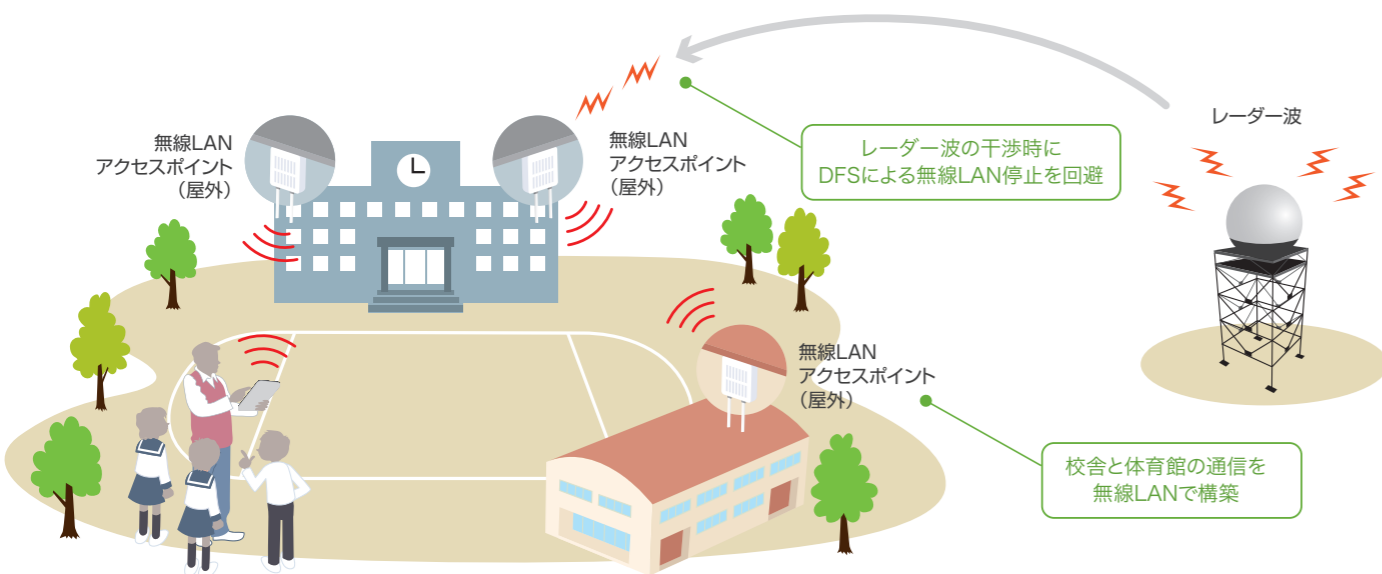 無線LAN
アクセスポイント
（屋外）
無線LAN
アクセスポイント
（屋外）
レーダー波の干渉時に
DFSによる無線LAN停止を回避
レーダー波
無線LAN
アクセスポイント
（屋外）
校舎と体育館の通信を
無線LANで構築